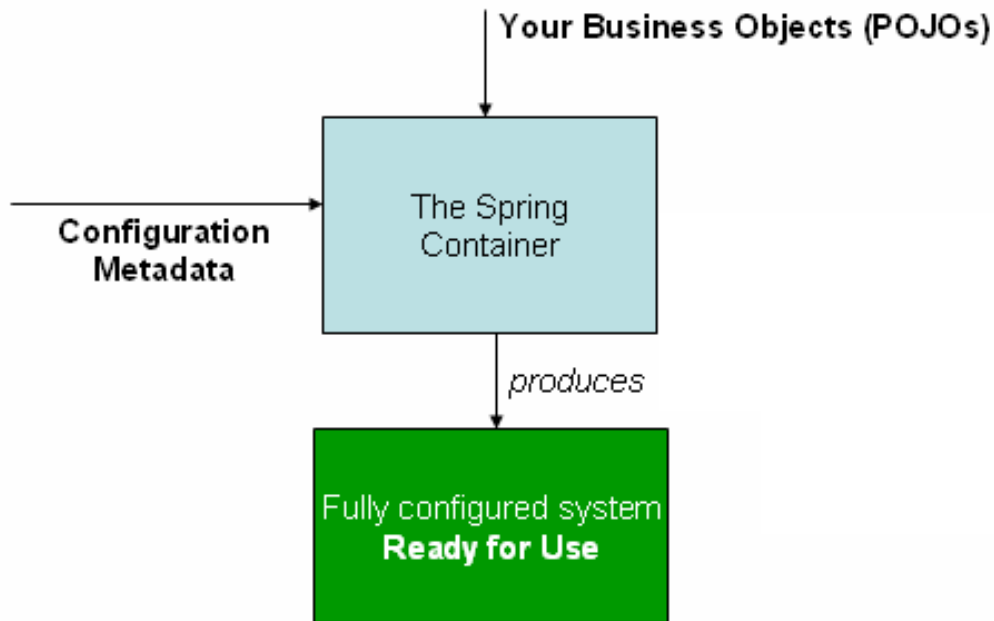 Your Business Objects (POJOs)
The Spring
Container
Configuration
Metadata
produces
Fully configured system
Ready for Use